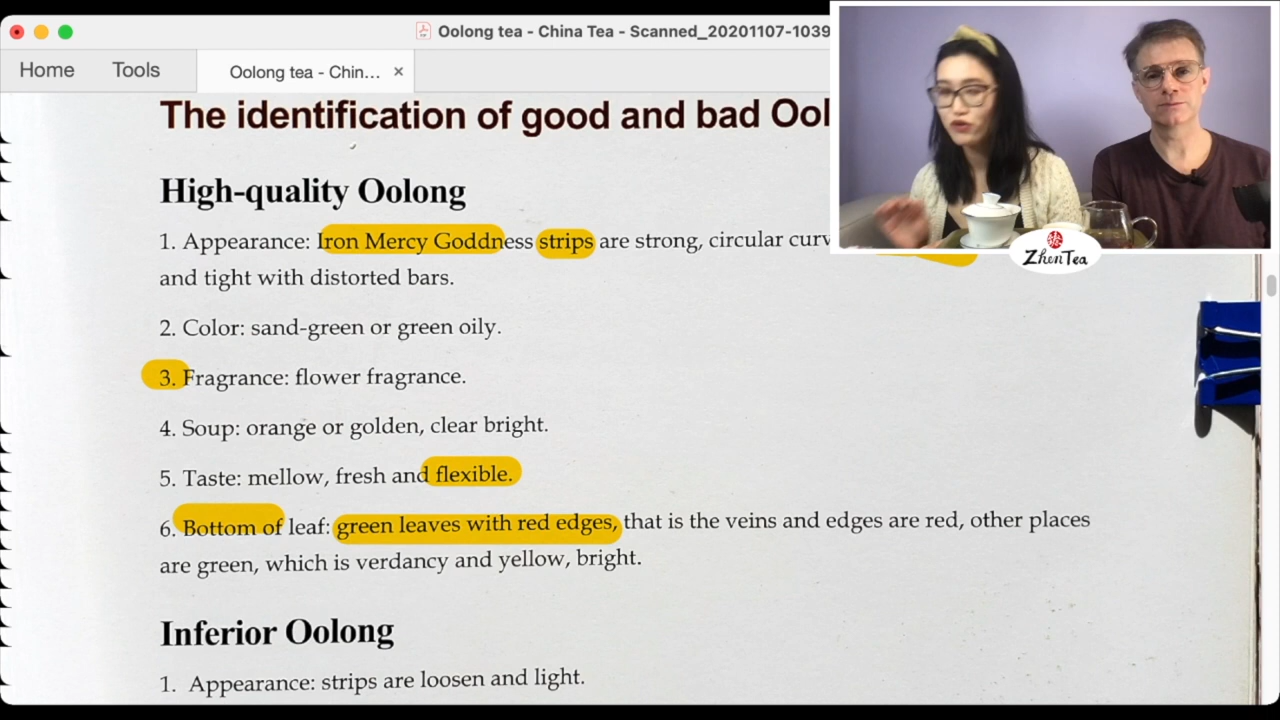 Oolong tea - China Tea - Scanned_20201107-1039
Home Tools Oolong tea - Chin... ×
The identification of good and bad Ool
High-quality Oolong
1. Appearance: Iron Mercy Goddness strips are strong, circular curv
and tight with distorted bars.
2. Color: sand-green or green oily.
3. Fragrance: flower fragrance.
4. Soup: orange or golden, clear bright.
5. Taste: mellow, fresh and flexible.
6. Bottom of leaf: green leaves with red edges, that is the veins and edges are red, other places
are green, which is verdancy and yellow, bright.
Inferior Oolong
1. Appearance: strips are loosen and light.
ZhenTea